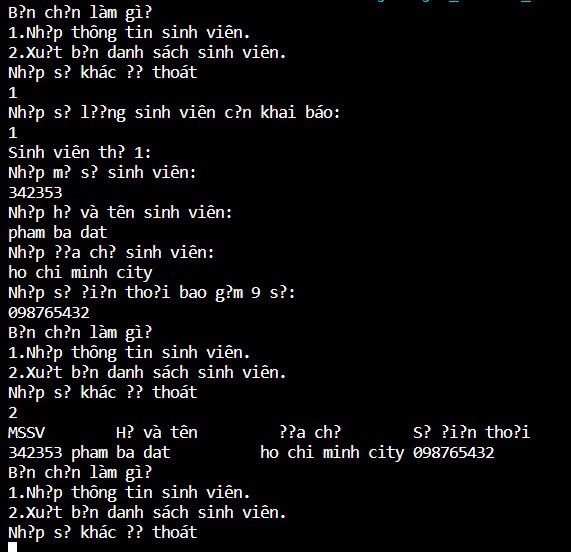 B?n ch?n làm gì?
1.Nh?p thông tin sinh viên.
2.Xu?t b?n danh sách sinh viên.
Nh?p s? khác ?? thoát
1
Nh?p s? l??ng sinh viên c?n khai báo:
1
Sinh viên th? 1:
Nh?p m? s? sinh viên:
342353
Nh?p h? và tên sinh viên:
pham ba dat
Nh?p ??a ch? sinh viên:
ho chi minh city
Nh?p s? ?i?n tho?i bao g?m 9 s?:
098765432
B?n ch?n làm gì?
1.Nh?p thông tin sinh viên.
2.Xu?t b?n danh sách sinh viên.
Nh?p s? khác ?? thoát
2
MSSV H? và tên ??a ch? S? ?i?n tho?i
342353 pham ba dat ho chi minh city 098765432
B?n ch?n làm gì?
1.Nh?p thông tin sinh viên.
2.Xu?t b?n danh sách sinh viên.
Nh?p s? khác ?? thoát